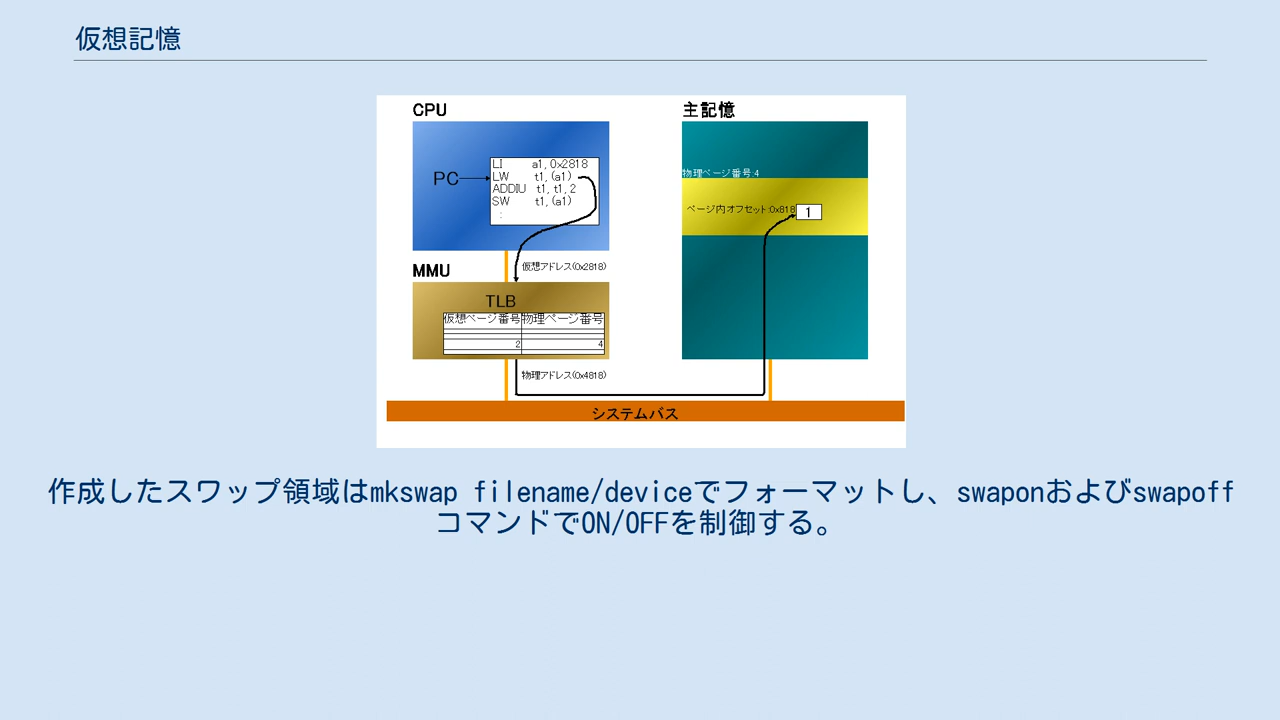 仮想記憶
CPU
主記憶
PC
LI a1,0x2818
LW t1,(a1)
ADDIU t1,t1,2
SW t1,(a1)
:
物理ページ番号:4
ページ内オフセット:0x818
1
仮想アドレス(0x2818)
MMU
TLB
仮想ページ番号 物理ページ番号
2 4
物理アドレス(0x4818)
システムバス
作成したスワップ領域はmkswap filename/deviceでフォーマットし、swaponおよびswapoff
コマンドでON/OFFを制御する。